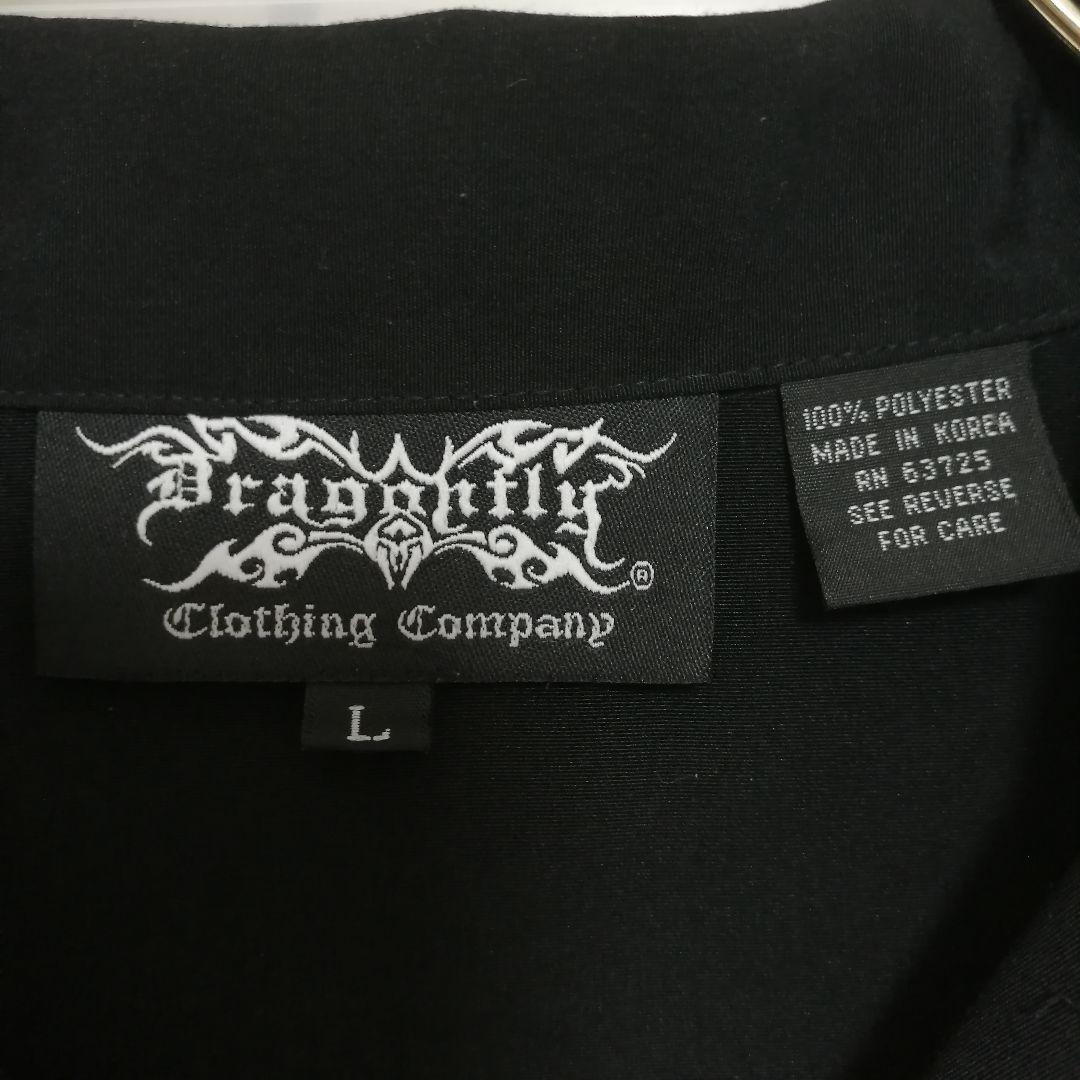 Dragonfly
®
Clothing Company
L
100% POLYESTER
MADE IN KOREA
RN 63725
SEE REVERSE
FOR CARE